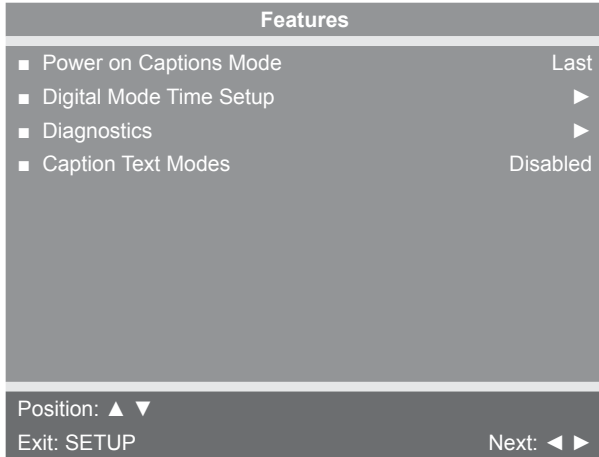 Features
■ Power on Captions Mode Last
■ Digital Mode Time Setup ►
■ Diagnostics ►
■ Caption Text Modes Disabled
Position: ▲ ▼
Exit: SETUP Next: ◄ ►